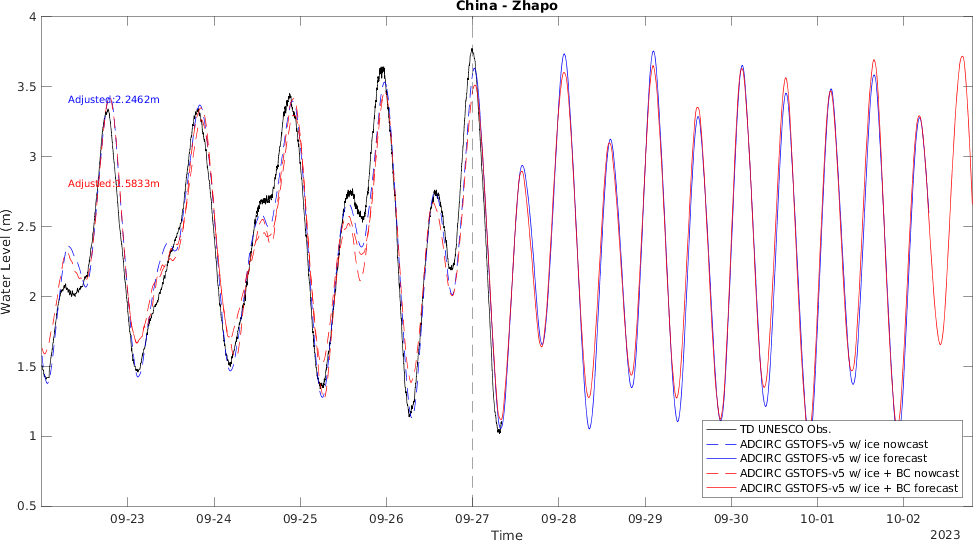 China - Zhapo
4
3.5
3
2.5
2
1.5
1
0.5
Water Level (m)
Adjusted:2.2462m
Adjusted:1.5833m
TD UNESCO Obs.
ADCIRC GSTOFS-v5 w/ ice nowcast
ADCIRC GSTOFS-v5 w/ ice forecast
ADCIRC GSTOFS-v5 w/ ice + BC nowcast
ADCIRC GSTOFS-v5 w/ ice + BC forecast
09-23 09-24 09-25 09-26 09-27 09-28 09-29 09-30 10-01 10-02
Time
2023